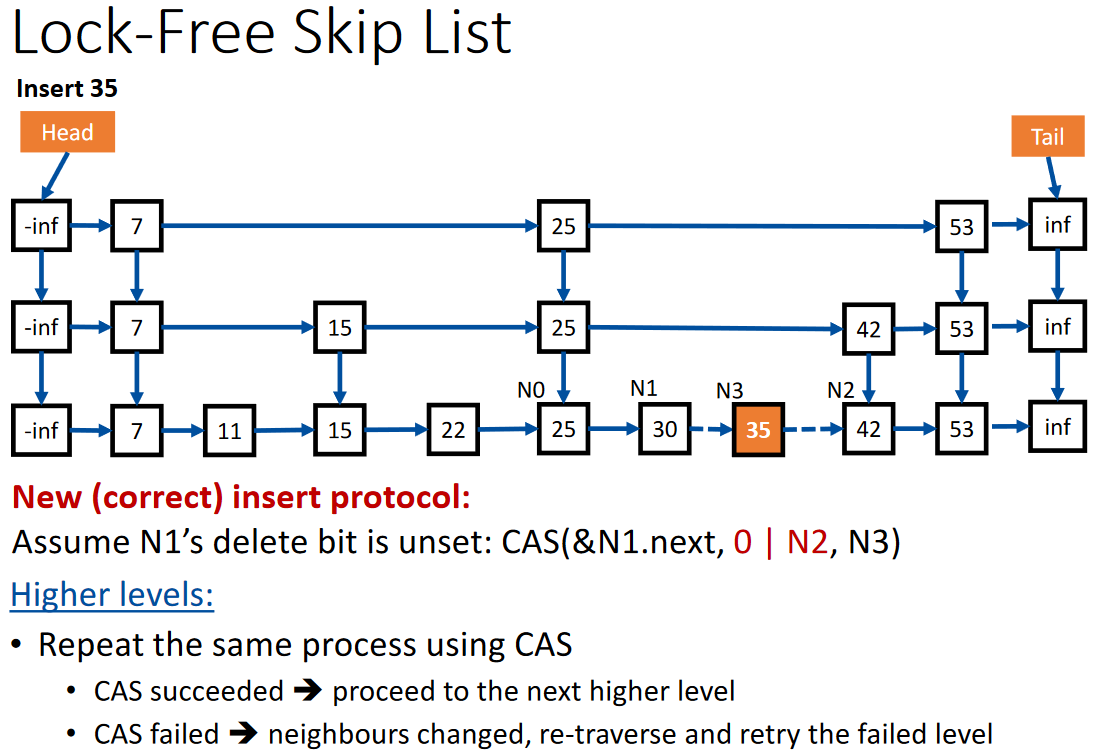 Lock-Free Skip List
Insert 35
Head
Tail
-inf 7 25 53 inf
-inf 7 15 25 42 53 inf
N0 N1 N3 N2
-inf 7 11 15 22 25 30 35 42 53 inf
New (correct) insert protocol:
Assume N1's delete bit is unset: CAS(&N1.next, 0 | N2, N3)
Higher levels:
• Repeat the same process using CAS
• CAS succeeded ➔ proceed to the next higher level
• CAS failed ➔ neighbours changed, re-traverse and retry the failed level